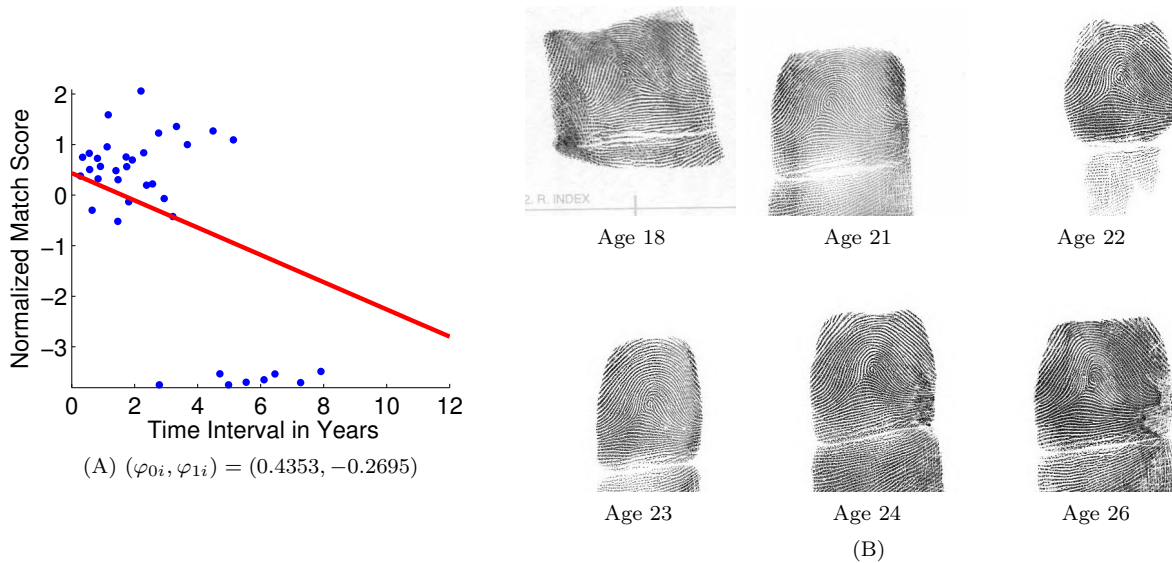 2
1
0
−1
−2
−3
0 2 4 6 8 10 12
Normalized Match Score
Time Interval in Years
(A) (φ0i, φ1i) = (0.4353, −0.2695)
2. R. INDEX
Age 18
Age 21
Age 22
Age 23
Age 24
Age 26
(B)